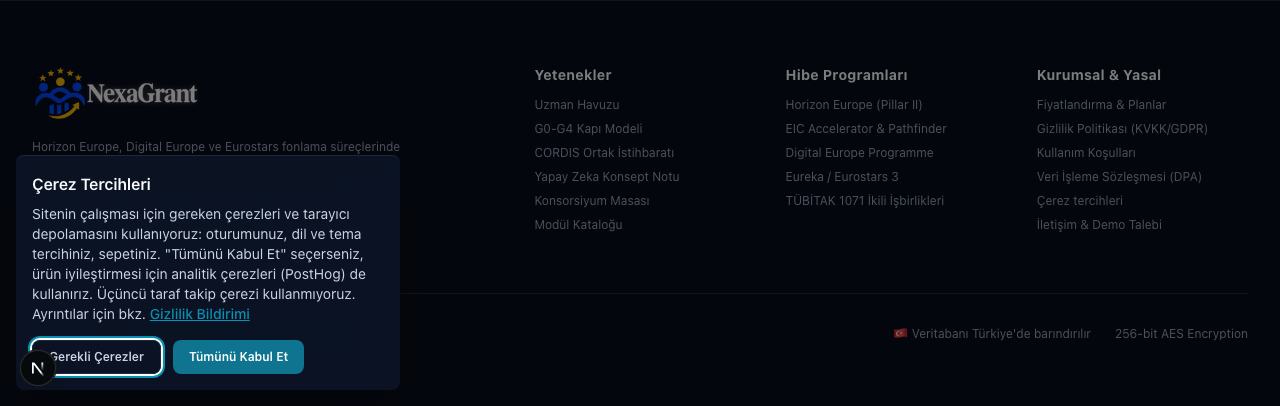 NexaGrant
Horizon Europe, Digital Europe ve Eurostars fonlama süreçlerinde
Yetenekler
Uzman Havuzu
G0-G4 Kapı Modeli
CORDIS Ortak İstihbaratı
Yapay Zeka Konsept Notu
Konsorsiyum Masası
Modül Kataloğu
Hibe Programları
Horizon Europe (Pillar II)
EIC Accelerator & Pathfinder
Digital Europe Programme
Eureka / Eurostars 3
TÜBİTAK 1071 İkili İşbirlikleri
Kurumsal & Yasal
Fiyatlandırma & Planlar
Gizlilik Politikası (KVKK/GDPR)
Kullanım Koşulları
Veri İşleme Sözleşmesi (DPA)
Çerez tercihleri
İletişim & Demo Talebi
Çerez Tercihleri
Sitenin çalışması için gereken çerezleri ve tarayıcı
depolamasını kullanıyoruz: oturumunuz, dil ve tema
tercihiniz, sepetiniz. "Tümünü Kabul Et" seçerseniz,
ürün iyileştirmesi için analitik çerezleri (PostHog) de
kullanırız. Üçüncü taraf takip çerezi kullanmıyoruz.
Ayrıntılar için bkz. Gizlilik Bildirimi
Gerekli Çerezler
Tümünü Kabul Et
N
Veritabanı Türkiye'de barındırılır
256-bit AES Encryption